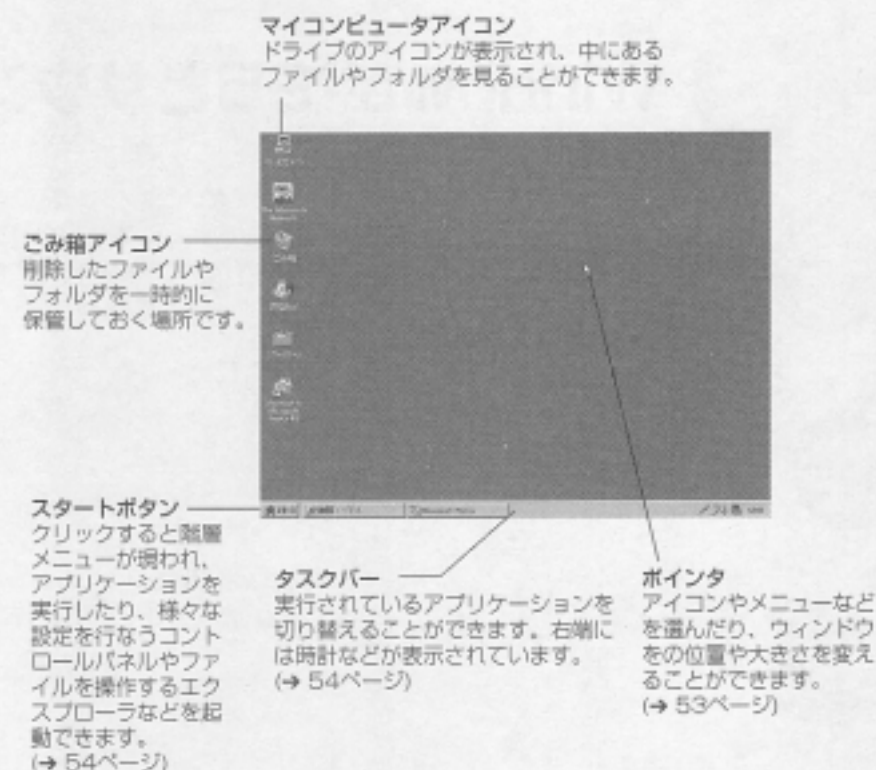 マイコンピュータアイコン
ドライブのアイコンが表示され、中にある
ファイルやフォルダを見ることができます。
ごみ箱アイコン
削除したファイルや
フォルダを一時的に
保管しておく場所です。
スタートボタン
クリックすると階層
メニューが現われ、
アプリケーションを
実行したり、様々な
設定を行なうコント
ロールパネルやファ
イルを操作するエク
スプローラなどを起
動できます。
(→ 54ページ)
タスクバー
実行されているアプリケーションを
切り替えることができます。右端に
は時計などが表示されています。
(→ 54ページ)
ポインタ
アイコンやメニューなど
を選んだり、ウィンドウ
をの位置や大きさを変え
ることができます。
(→ 53ページ)